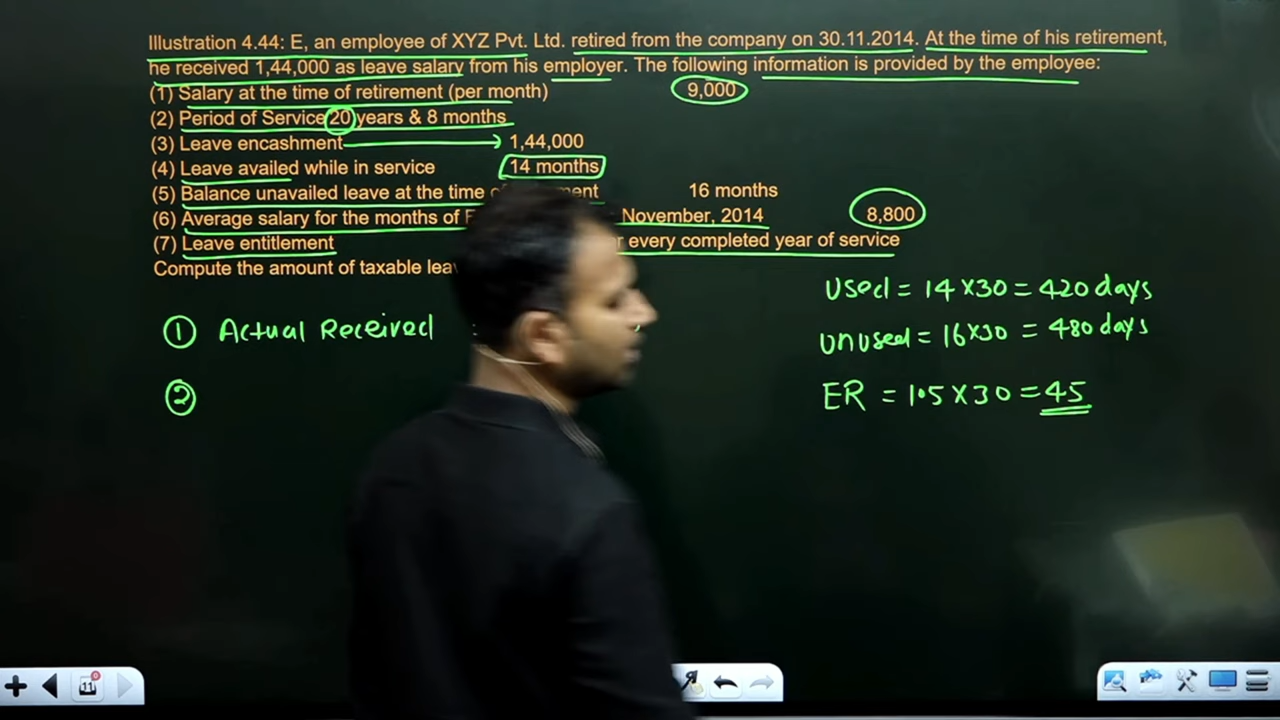 Illustration 4.44: E, an employee of XYZ Pvt. Ltd. retired from the company on 30.11.2014. At the time of his retirement,
he received 1,44,000 as leave salary from his employer. The following information is provided by the employee:
(1) Salary at the time of retirement (per month) 9,000
(2) Period of Service 20 years & 8 months
(3) Leave encashment 1,44,000
(4) Leave availed while in service 14 months
(5) Balance unavailed leave at the time 16 months
(6) Average salary for the months of November, 2014 8,800
(7) Leave entitlement every completed year of service
Compute the amount of taxable
used = 14 x 30 = 420 days
① Actual Received
unused = 16x30 = 480 days
② ER = 1.5 x 30 = 45
11